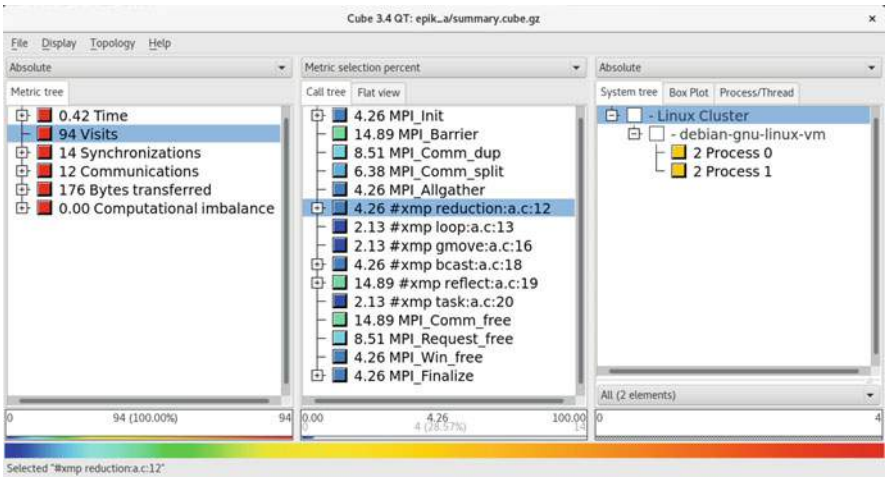 Cube 3.4 QT: epik_a/summary.cube.gz
File Display Topology Help
Absolute
Metric tree
0.42 Time
94 Visits
14 Synchronizations
12 Communications
176 Bytes transferred
0.00 Computational imbalance
0 94 (100.00%) 94
Metric selection percent
Call tree Flat view
4.26 MPI_Init
14.89 MPI_Barrier
8.51 MPI_Comm_dup
6.38 MPI_Comm_split
4.26 MPI_Allgather
4.26 #xmp reduction:a.c:12
2.13 #xmp loop:a.c:13
2.13 #xmp gmove:a.c:16
4.26 #xmp bcast:a.c:18
14.89 #xmp reflect:a.c:19
2.13 #xmp task:a.c:20
14.89 MPI_Comm_free
8.51 MPI_Request_free
4.26 MPI_Win_free
4.26 MPI_Finalize
0.00 4.26 100.00
0 4 (28.57%) 14
Absolute
System tree Box Plot Process/Thread
- Linux Cluster
- debian-gnu-linux-vm
2 Process 0
2 Process 1
All (2 elements)
0 4
Selected "#xmp reduction:a.c:12"